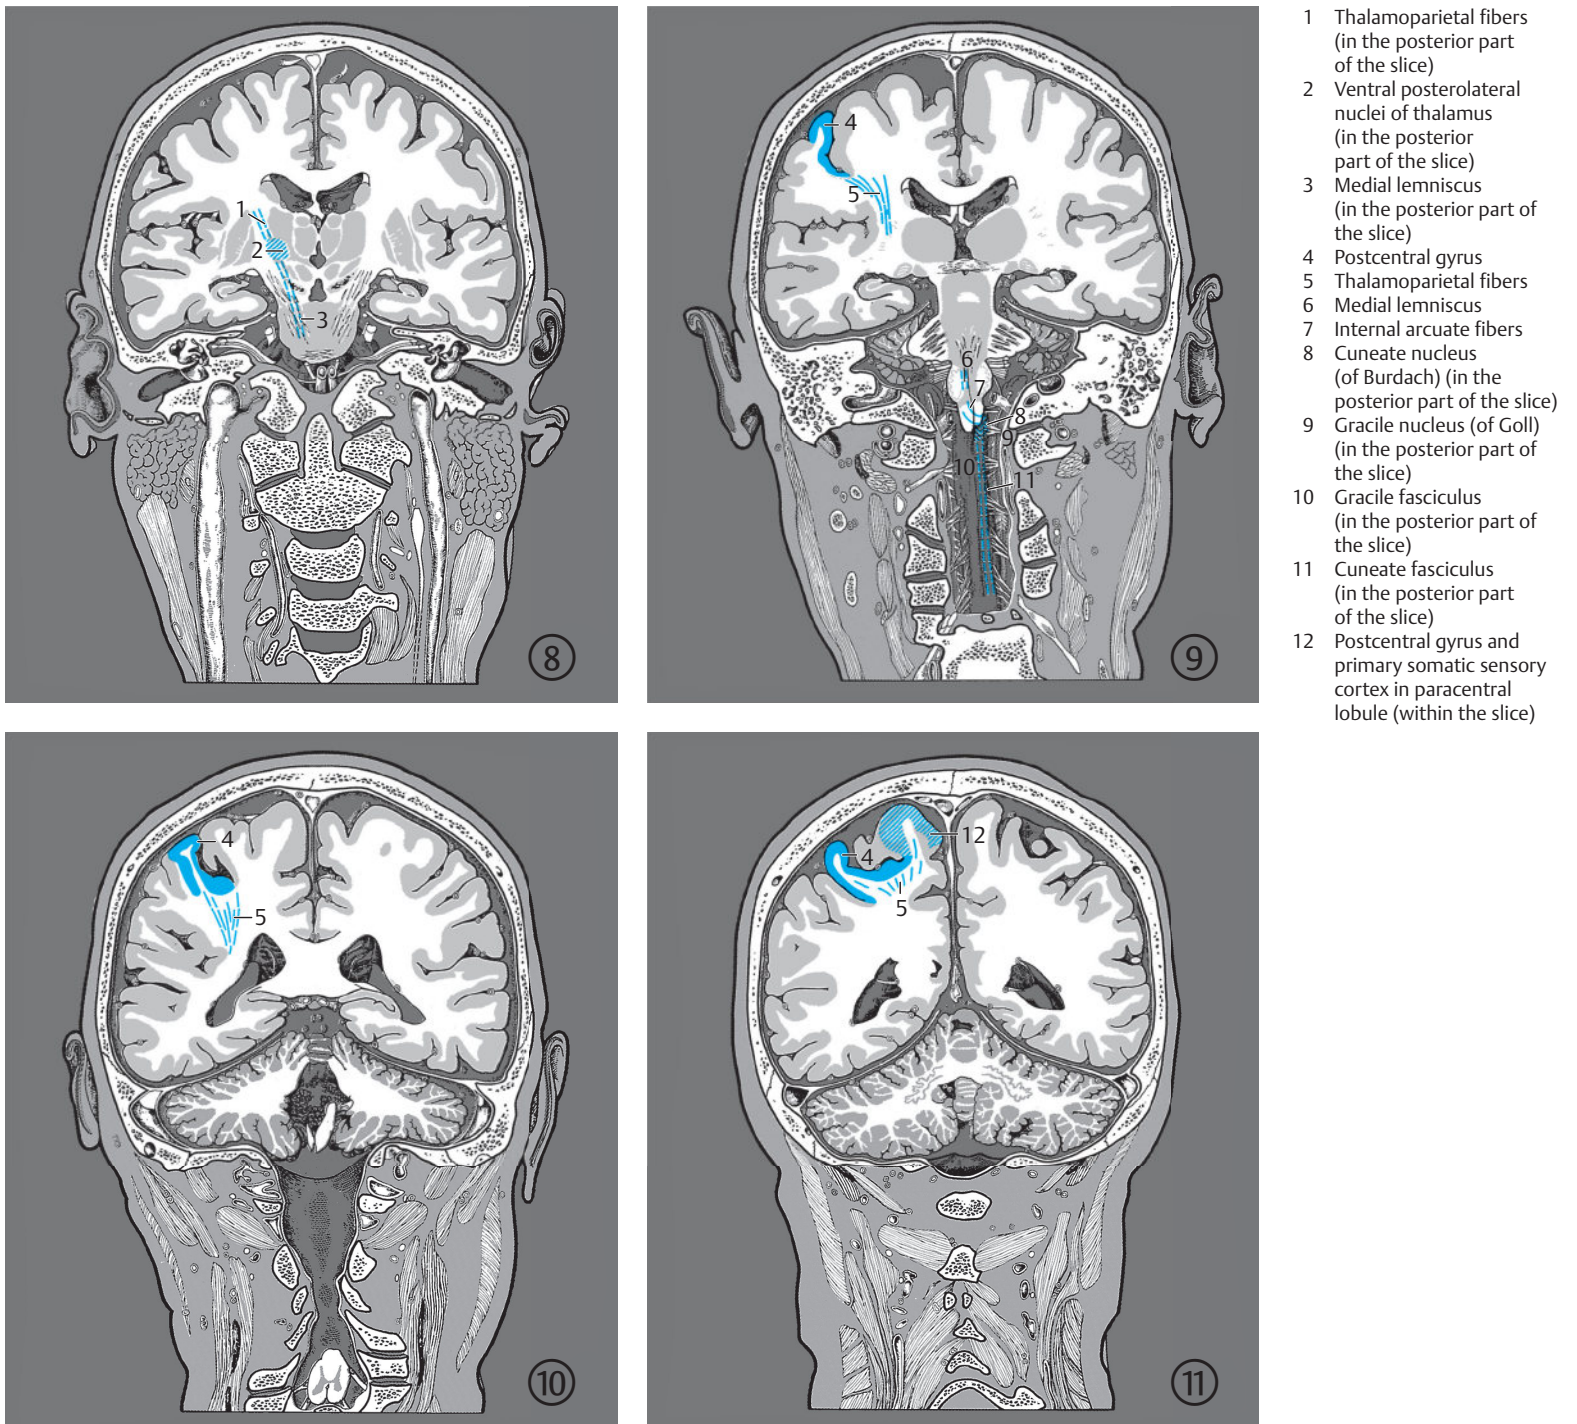 1
2
3
8
4
5
6
7
8
9
10
11
9
4
5
10
12
4
5
11
1 Thalamoparietal fibers
(in the posterior part
of the slice)
2 Ventral posterolateral
nuclei of thalamus
(in the posterior
part of the slice)
3 Medial lemniscus
(in the posterior part of
the slice)
4 Postcentral gyrus
5 Thalamoparietal fibers
6 Medial lemniscus
7 Internal arcuate fibers
8 Cuneate nucleus
(of Burdach) (in the
posterior part of the slice)
9 Gracile nucleus (of Goll)
(in the posterior part of
the slice)
10 Gracile fasciculus
(in the posterior part of
the slice)
11 Cuneate fasciculus
(in the posterior part
of the slice)
12 Postcentral gyrus and
primary somatic sensory
cortex in paracentral
lobule (within the slice)